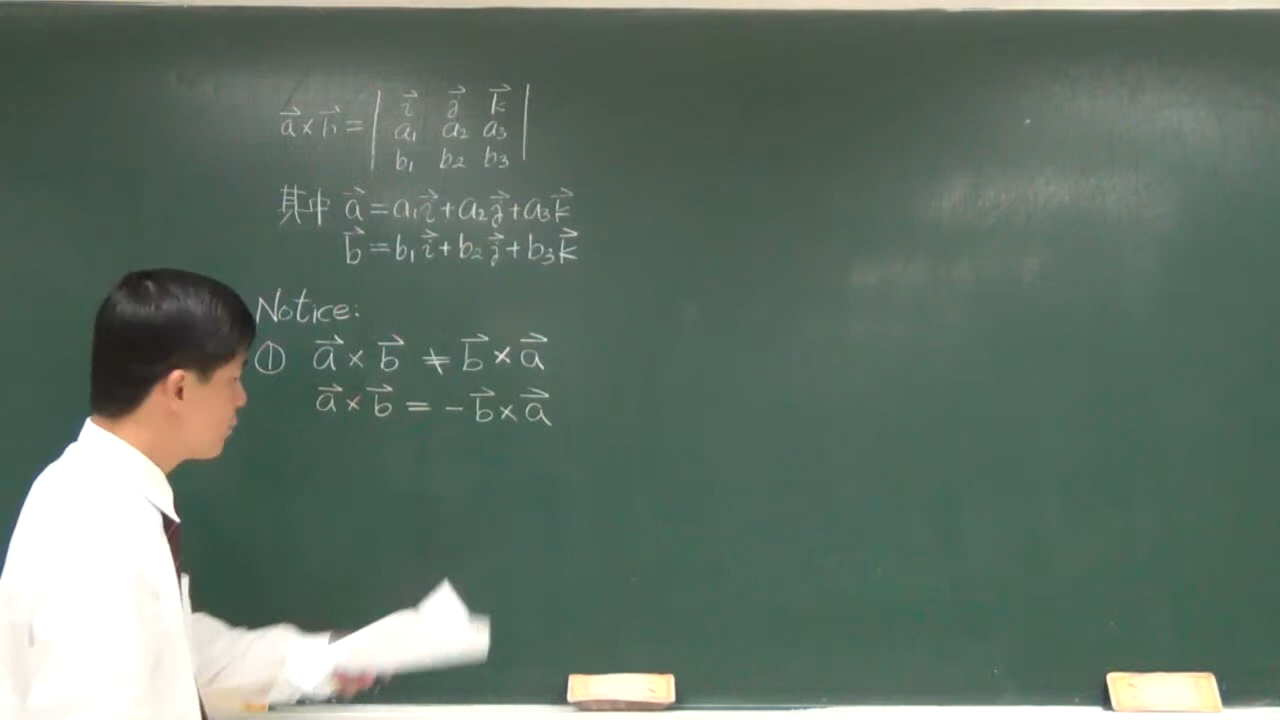 a⃗ × b⃗ = | i⃗ j⃗ k⃗ |
| a₁ a₂ a₃ |
| b₁ b₂ b₃ |
其中 a⃗ = a₁i⃗ + a₂j⃗ + a₃k⃗
b⃗ = b₁i⃗ + b₂j⃗ + b₃k⃗
Notice:
① a⃗ × b⃗ ≠ b⃗ × a⃗
a⃗ × b⃗ = - b⃗ × a⃗